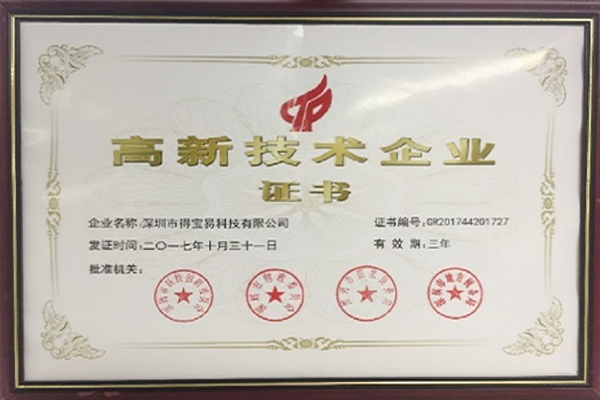 高新技术企业
证书
企业名称:深圳市得宝易科技有限公司
证书编号:GR201744201727
发证时间:二〇一七年十月三十一日
有效期:三年
批准机关: